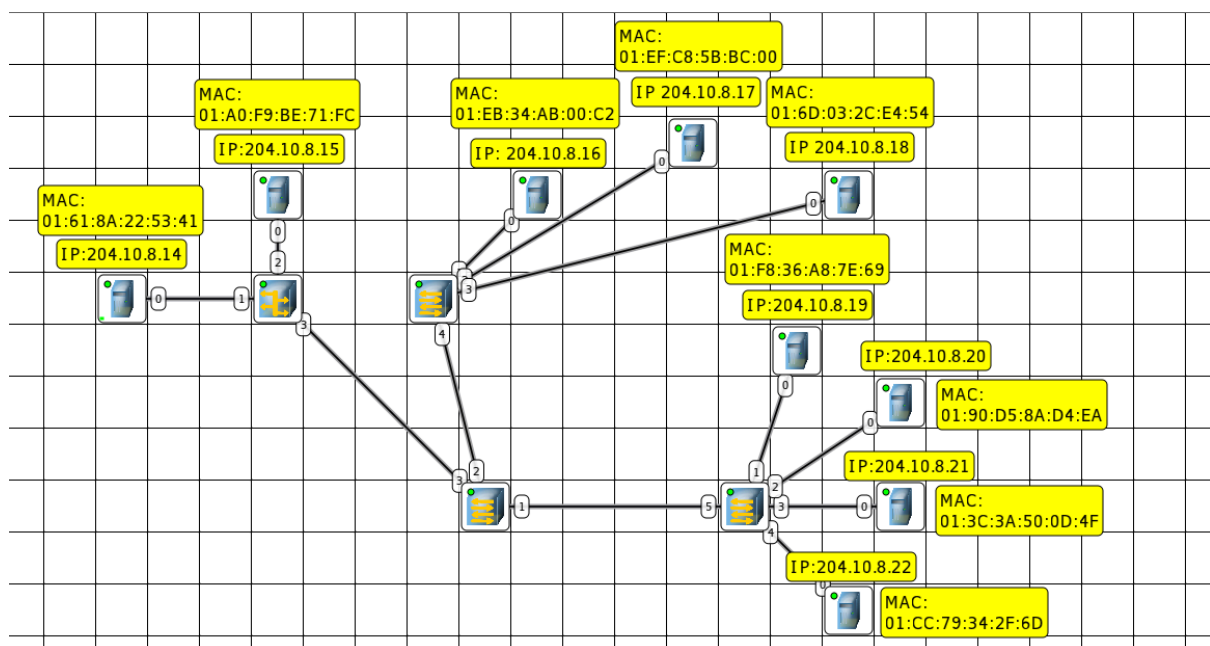 MAC:
01:EF:C8:5B:BC:00
IP 204.10.8.17
MAC:
01:A0:F9:BE:71:FC
IP:204.10.8.15
MAC:
01:EB:34:AB:00:C2
IP: 204.10.8.16
MAC:
01:6D:03:2C:E4:54
IP 204.10.8.18
0
0
0
0
MAC:
01:61:8A:22:53:41
IP:204.10.8.14
0
1
2
3
3
4
MAC:
01:F8:36:A8:7E:69
IP:204.10.8.19
0
IP:204.10.8.20
MAC:
01:90:D5:8A:D4:EA
0
IP:204.10.8.21
MAC:
01:3C:3A:50:0D:4F
3
2
1
5
1
2
3
0
4
IP:204.10.8.22
MAC:
01:CC:79:34:2F:6D